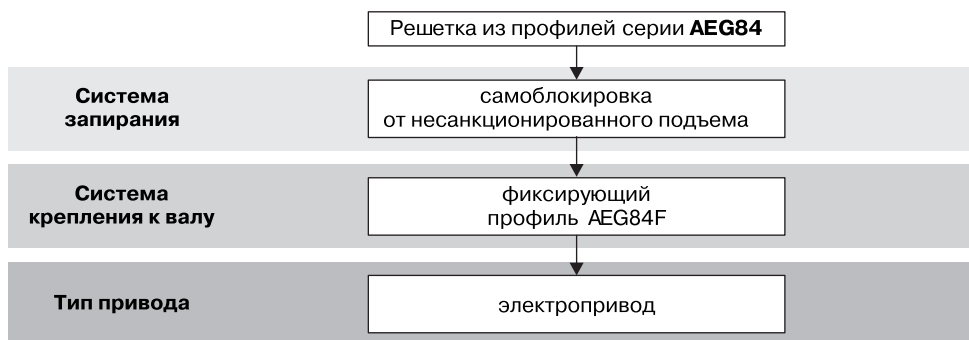 Решетка из профилей серии AEG84
Система
запирания
самоблокировка
от несанкционированного подъема
Система
крепления к валу
фиксирующий
профиль AEG84F
Тип привода
электропривод